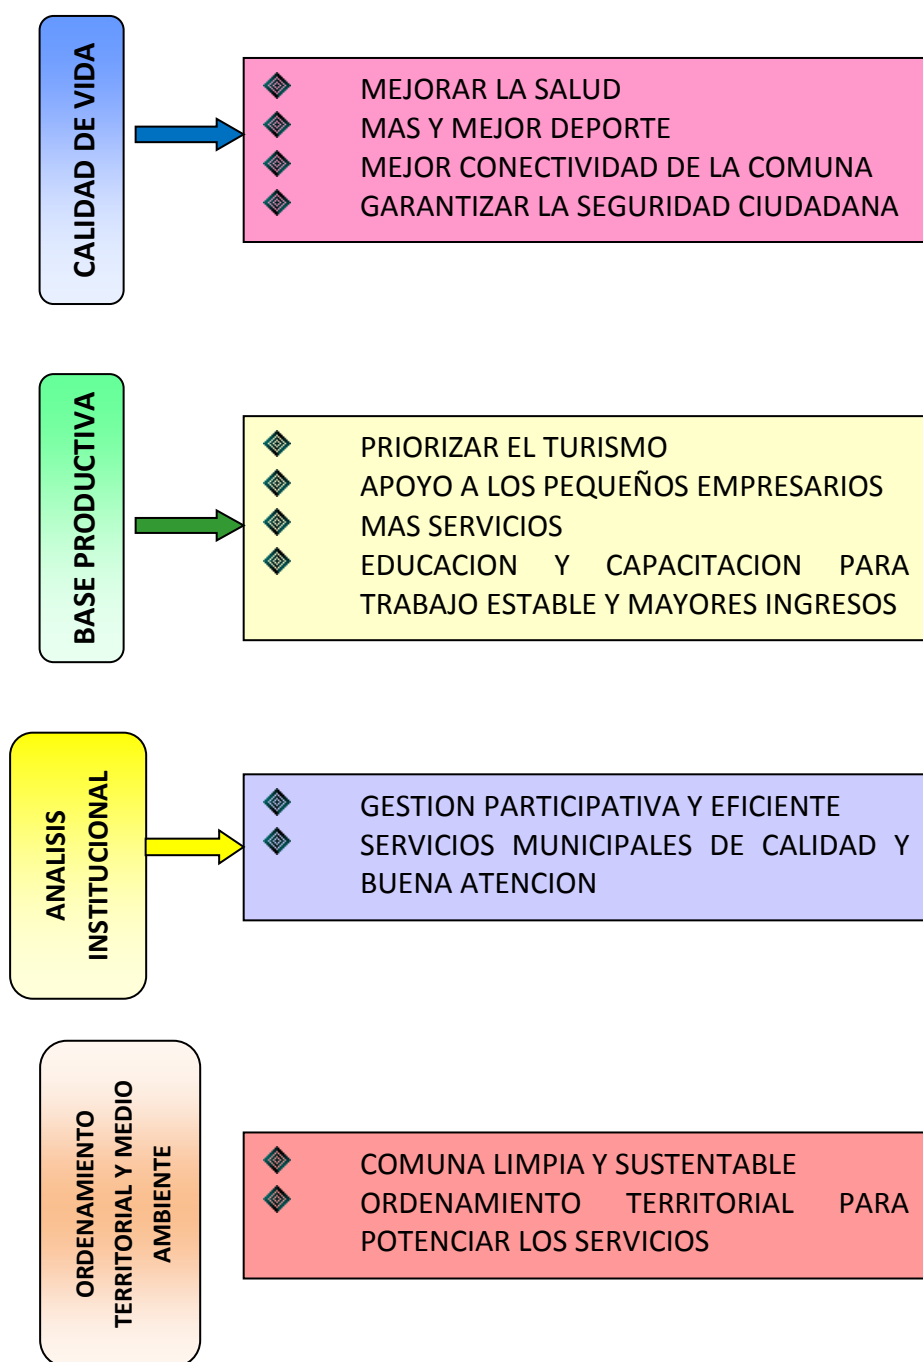 CALIDAD DE VIDA
MEJORAR LA SALUD
MAS Y MEJOR DEPORTE
MEJOR CONECTIVIDAD DE LA COMUNA
GARANTIZAR LA SEGURIDAD CIUDADANA
BASE PRODUCTIVA
PRIORIZAR EL TURISMO
APOYO A LOS PEQUEÑOS EMPRESARIOS
MAS SERVICIOS
EDUCACION Y CAPACITACION PARA
TRABAJO ESTABLE Y MAYORES INGRESOS
ANALISIS
INSTITUCIONAL
GESTION PARTICIPATIVA Y EFICIENTE
SERVICIOS MUNICIPALES DE CALIDAD Y
BUENA ATENCION
ORDENAMIENTO
TERRITORIAL Y MEDIO
AMBIENTE
COMUNA LIMPIA Y SUSTENTABLE
ORDENAMIENTO TERRITORIAL PARA
POTENCIAR LOS SERVICIOS